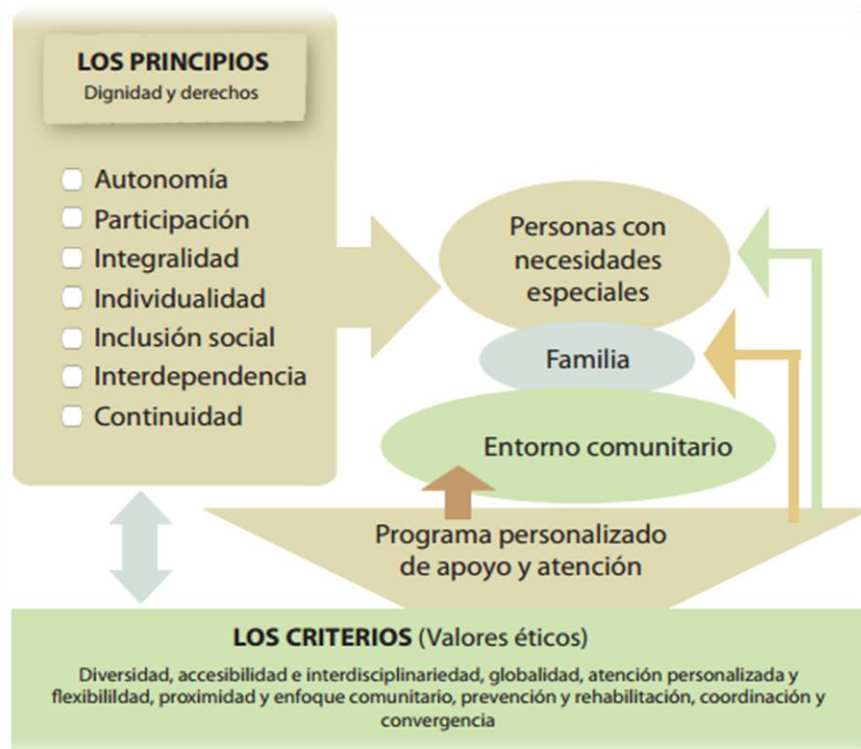 LOS PRINCIPIOS
Dignidad y derechos
Autonomía
Participación
Integralidad
Individualidad
Inclusión social
Interdependencia
Continuidad
Personas con
necesidades
especiales
Familia
Entorno comunitario
Programa personalizado
de apoyo y atención
LOS CRITERIOS (Valores éticos)
Diversidad, accesibilidad e interdisciplinariedad, globalidad, atención personalizada y
flexibilildad, proximidad y enfoque comunitario, prevención y rehabilitación, coordinación y
convergencia